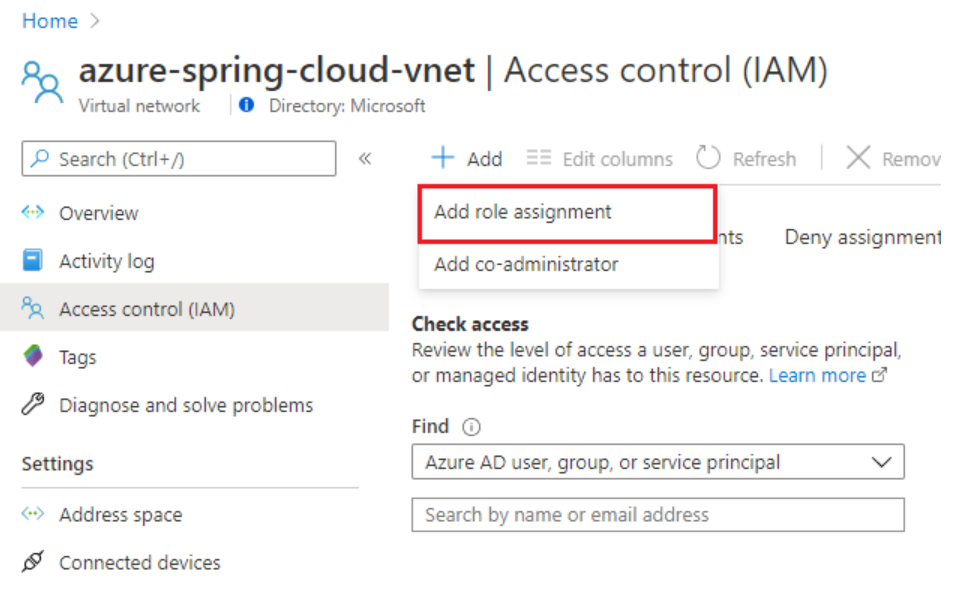 Home >
azure-spring-cloud-vnet | Access control (IAM)
Virtual network Directory: Microsoft
Search (Ctrl+/) «
Add Edit columns Refresh Remov
Overview
Activity log
Access control (IAM)
Tags
Diagnose and solve problems
Settings
Address space
Connected devices
Add role assignment
Add co-administrator
nts Deny assignment
Check access
Review the level of access a user, group, service principal,
or managed identity has to this resource. Learn more
Find
Azure AD user, group, or service principal
Search by name or email address